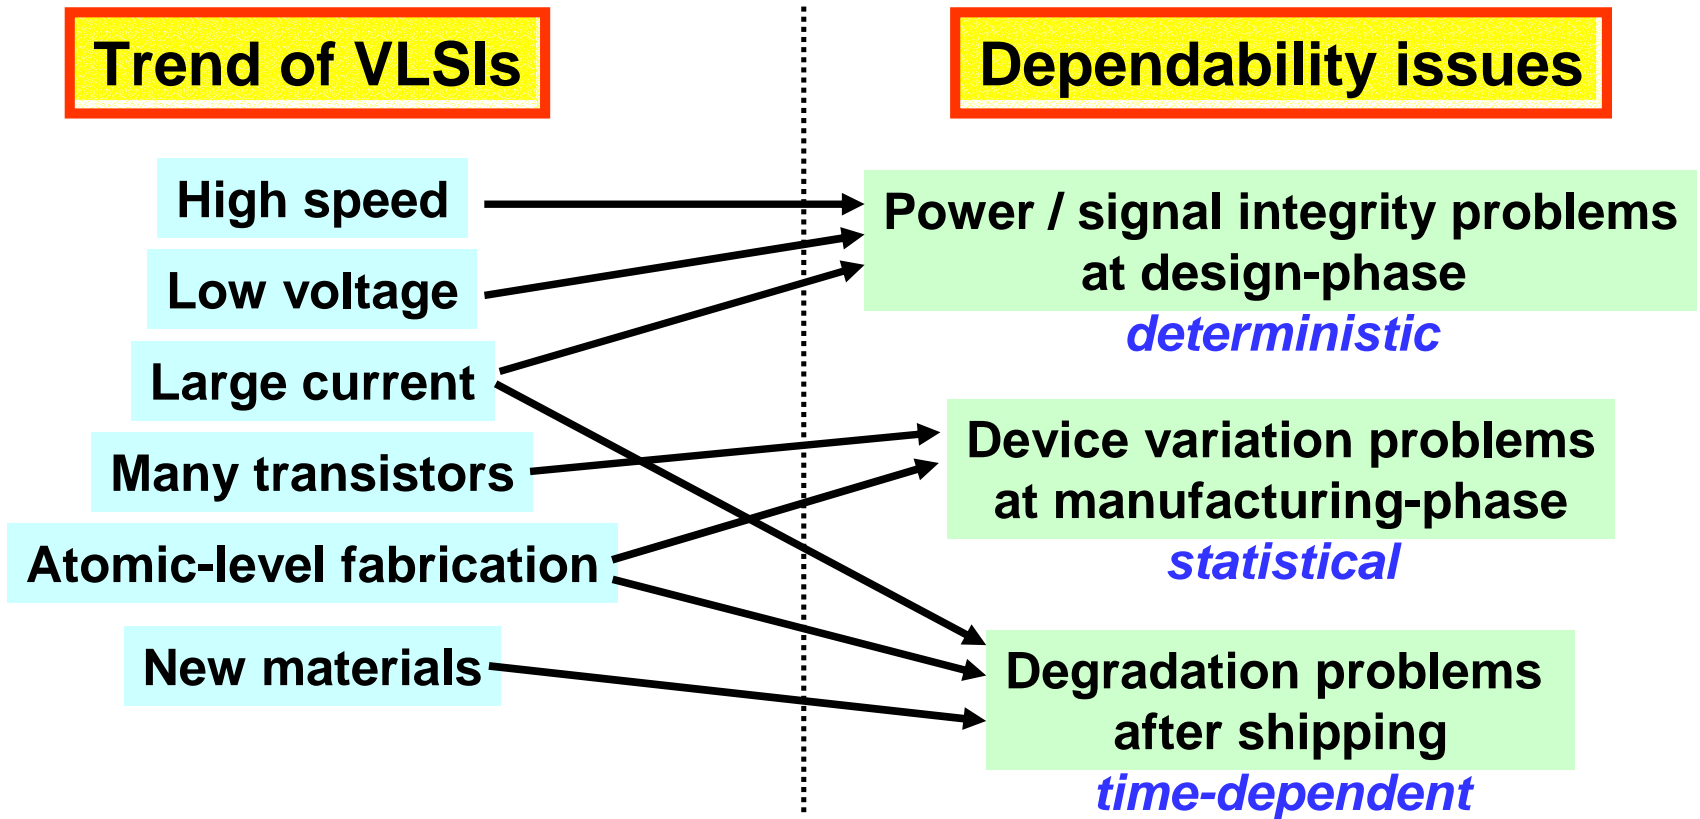 Trend of VLSIs
High speed
Low voltage
Large current
Many transistors
Atomic-level fabrication
New materials
Dependability issues
Power / signal integrity problems
at design-phase
deterministic
Device variation problems
at manufacturing-phase
statistical
Degradation problems
after shipping
time-dependent